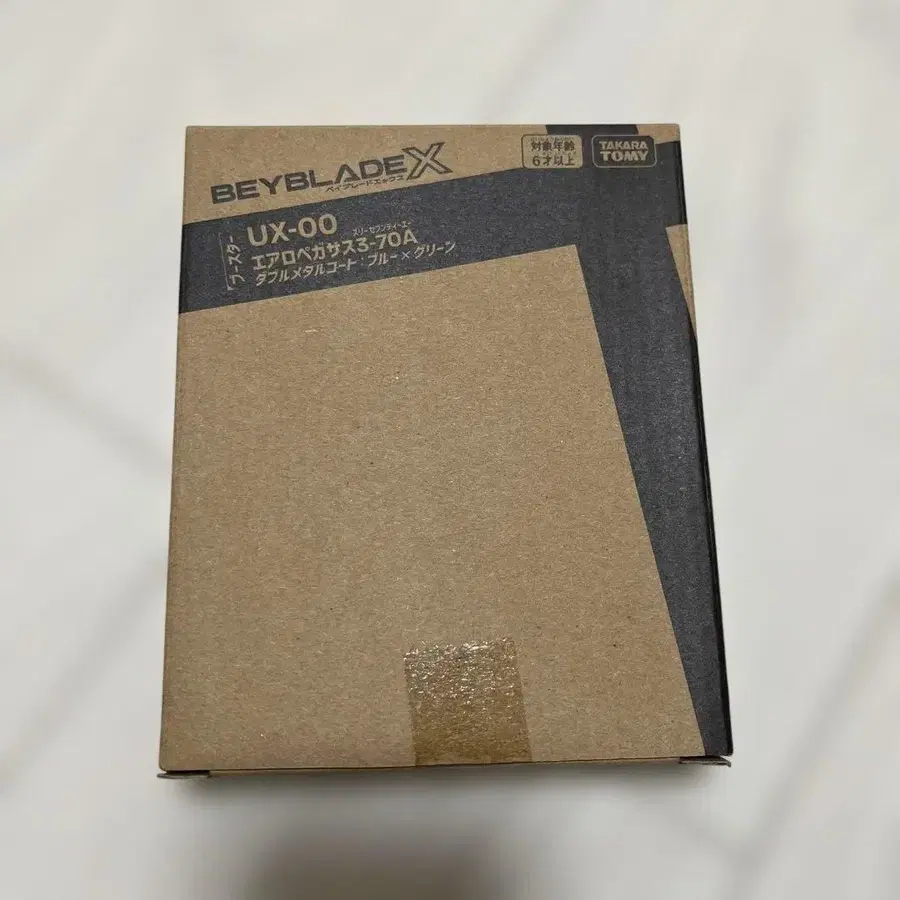 BEYBLADE X
ベイブレードエックス
対象年齢
6才以上
TAKARA
TOMY
ブースター
UX-00
スリーセブンティーエー
エアロペガサス3-70A
ダブルメタルコート:ブルー×グリーン